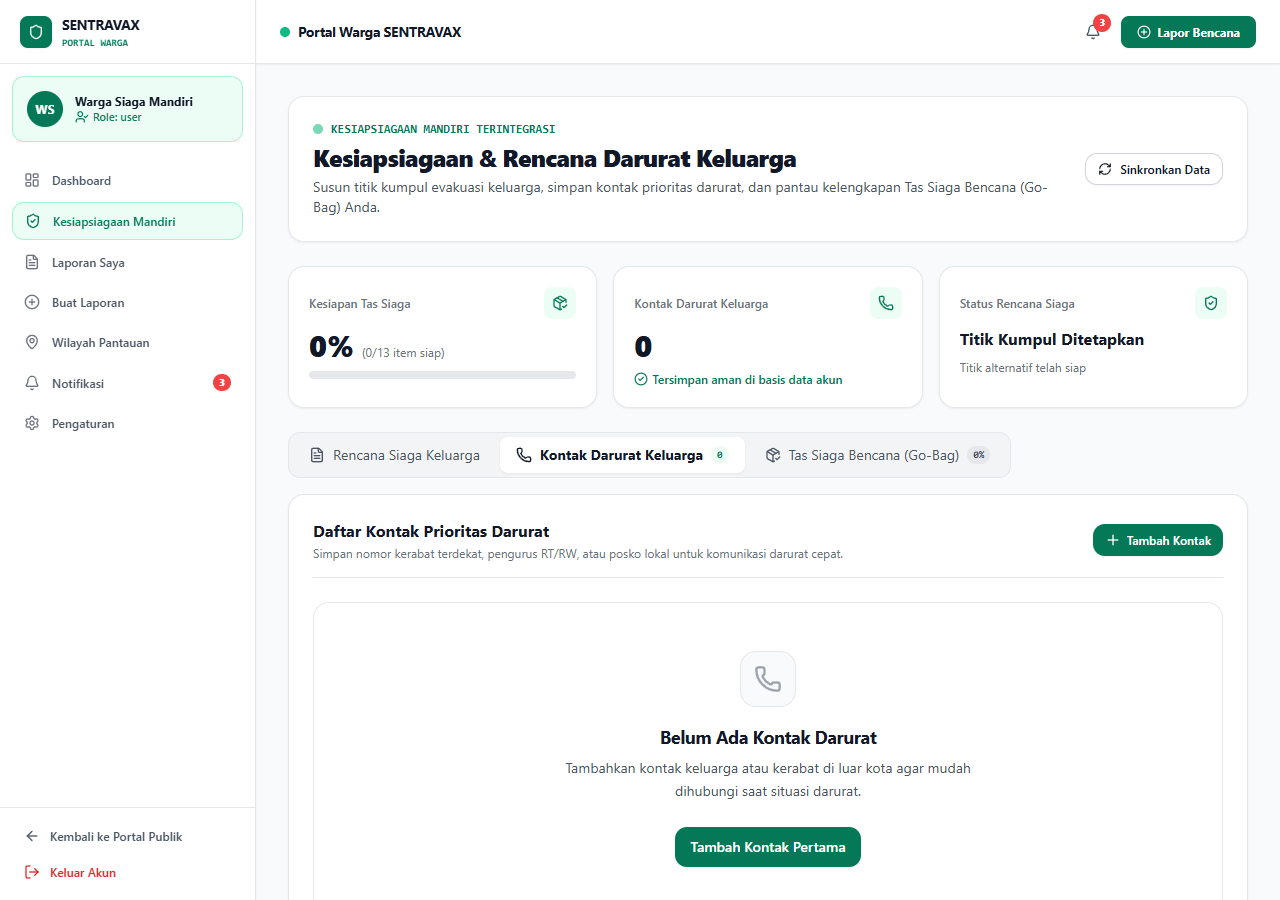 SENTRAVAX
PORTAL WARGA
Portal Warga SENTRAVAX
3
Lapor Bencana
WS
Warga Siaga Mandiri
Role: user
Dashboard
Kesiapsiagaan Mandiri
Laporan Saya
Buat Laporan
Wilayah Pantauan
Notifikasi
3
Pengaturan
Kembali ke Portal Publik
Keluar Akun
KESIAPSIAGAAN MANDIRI TERINTEGRASI
Kesiapsiagaan & Rencana Darurat Keluarga
Susun titik kumpul evakuasi keluarga, simpan kontak prioritas darurat, dan pantau kelengkapan Tas Siaga Bencana (Go-
Bag) Anda.
Sinkronkan Data
Kesiapan Tas Siaga
0% (0/13 item siap)
Kontak Darurat Keluarga
0
Tersimpan aman di basis data akun
Status Rencana Siaga
Titik Kumpul Ditetapkan
Titik alternatif telah siap
Rencana Siaga Keluarga
Kontak Darurat Keluarga 0
Tas Siaga Bencana (Go-Bag) 0%
Daftar Kontak Prioritas Darurat
Simpan nomor kerabat terdekat, pengurus RT/RW, atau posko lokal untuk komunikasi darurat cepat.
Tambah Kontak
Belum Ada Kontak Darurat
Tambahkan kontak keluarga atau kerabat di luar kota agar mudah
dihubungi saat situasi darurat.
Tambah Kontak Pertama